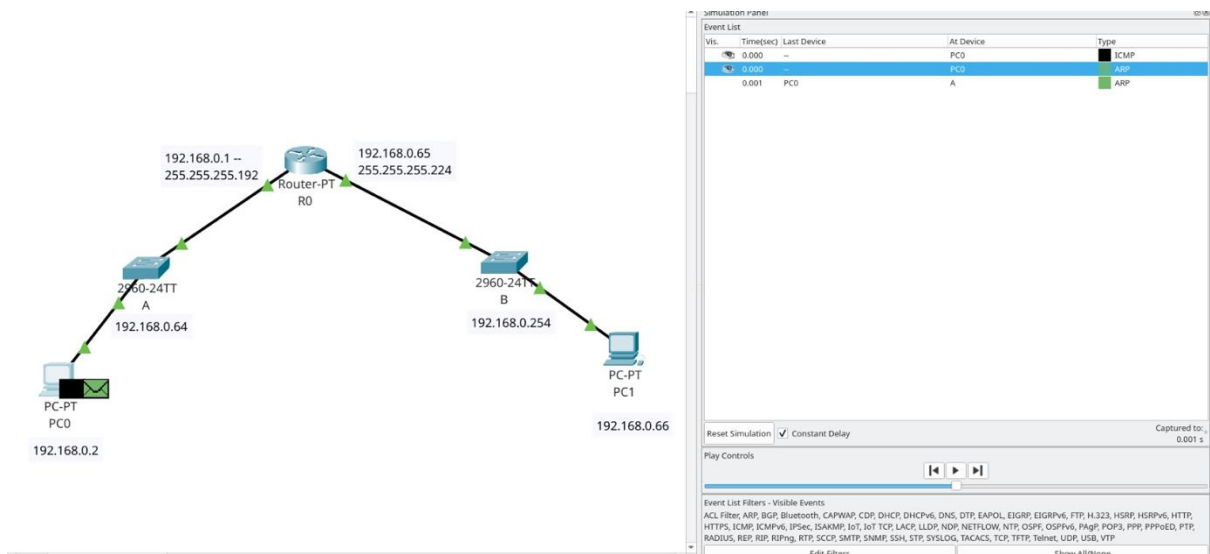 192.168.0.1 --
255.255.255.192
192.168.0.65
255.255.255.224
Router-PT
R0
2960-24TT
A
192.168.0.64
2960-24TT
B
192.168.0.254
PC-PT
PC0
192.168.0.2
PC-PT
PC1
192.168.0.66
Simulation Panel
Event List
Vis. Time(sec) Last Device At Device Type
0.000 -- PC0 ICMP
0.000 -- PC0 ARP
0.001 PC0 A ARP
Reset Simulation Constant Delay Captured to:
0.001 s
Play Controls
Event List Filters - Visible Events
ACL Filter, ARP, BGP, Bluetooth, CAPWAP, CDP, DHCP, DHCPv6, DNS, DTP, EAPOL, EIGRP, EIGRPv6, FTP, H.323, HSRP, HSRPv6, HTTP,
HTTPS, ICMP, ICMPv6, IPSec, ISAKMP, IoT, IoT TCP, LACP, LLDP, NDP, NETFLOW, NTP, OSPF, OSPFv6, PAgP, POP3, PPP, PPPoED, PTP,
RADIUS, REP, RIP, RIPng, RTP, SCCP, SMTP, SNMP, SSH, STP, SYSLOG, TACACS, TCP, TFTP, Telnet, UDP, USB, VTP
Edit Filters Show All/None